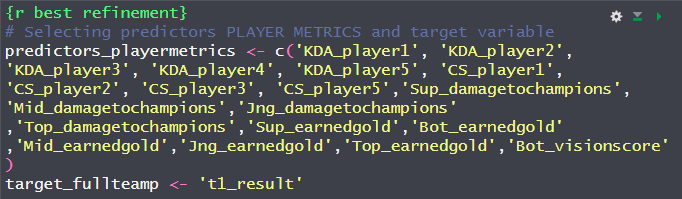 {r best refinement}
# Selecting predictors PLAYER METRICS and target variable
predictors_playermetrics <- c('KDA_player1', 'KDA_player2',
'KDA_player3', 'KDA_player4', 'KDA_player5', 'CS_player1',
'CS_player2', 'CS_player3', 'CS_player5','Sup_damagetochampions',
'Mid_damagetochampions','Jng_damagetochampions'
,'Top_damagetochampions','Sup_earnedgold','Bot_earnedgold'
,'Mid_earnedgold','Jng_earnedgold','Top_earnedgold','Bot_visionscore'
)
target_fullteamp <- 't1_result'